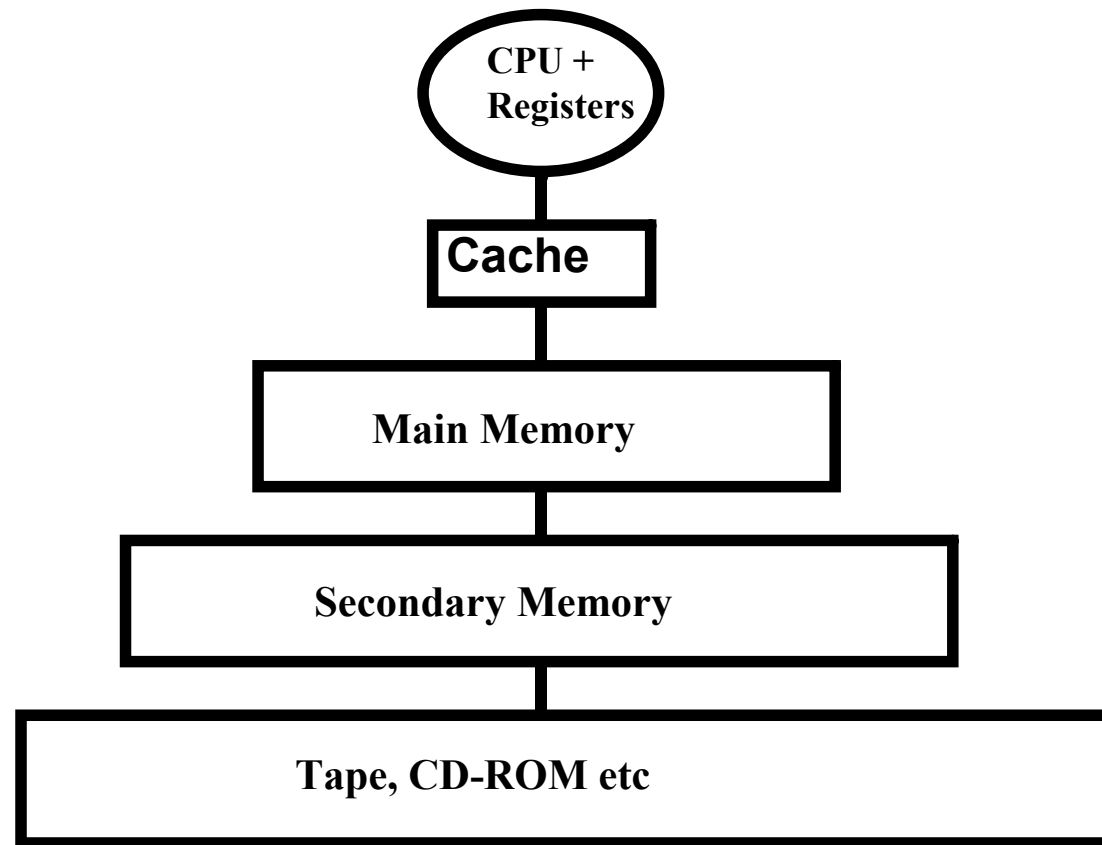 CPU +
Registers
Cache
Main Memory
Secondary Memory
Tape, CD-ROM etc